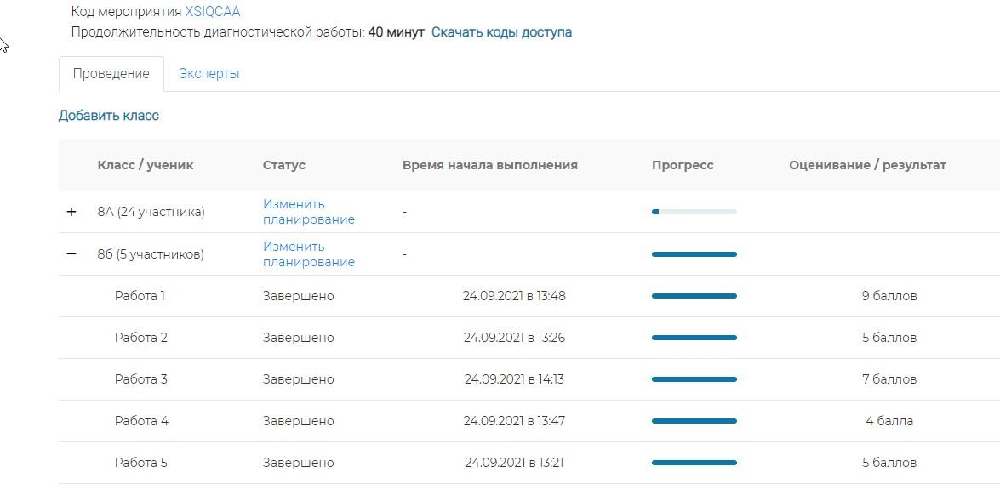 Код мероприятия XSIQCAA
Продолжительность диагностической работы: 40 минут Скачать коды доступа
Проведение Эксперты
Добавить класс
Класс / ученик Статус Время начала выполнения Прогресс Оценивание / результат
+ 8А (24 участника) Изменить планирование -
− 8б (5 участников) Изменить планирование -
Работа 1 Завершено 24.09.2021 в 13:48 9 баллов
Работа 2 Завершено 24.09.2021 в 13:26 5 баллов
Работа 3 Завершено 24.09.2021 в 14:13 7 баллов
Работа 4 Завершено 24.09.2021 в 13:47 4 балла
Работа 5 Завершено 24.09.2021 в 13:21 5 баллов